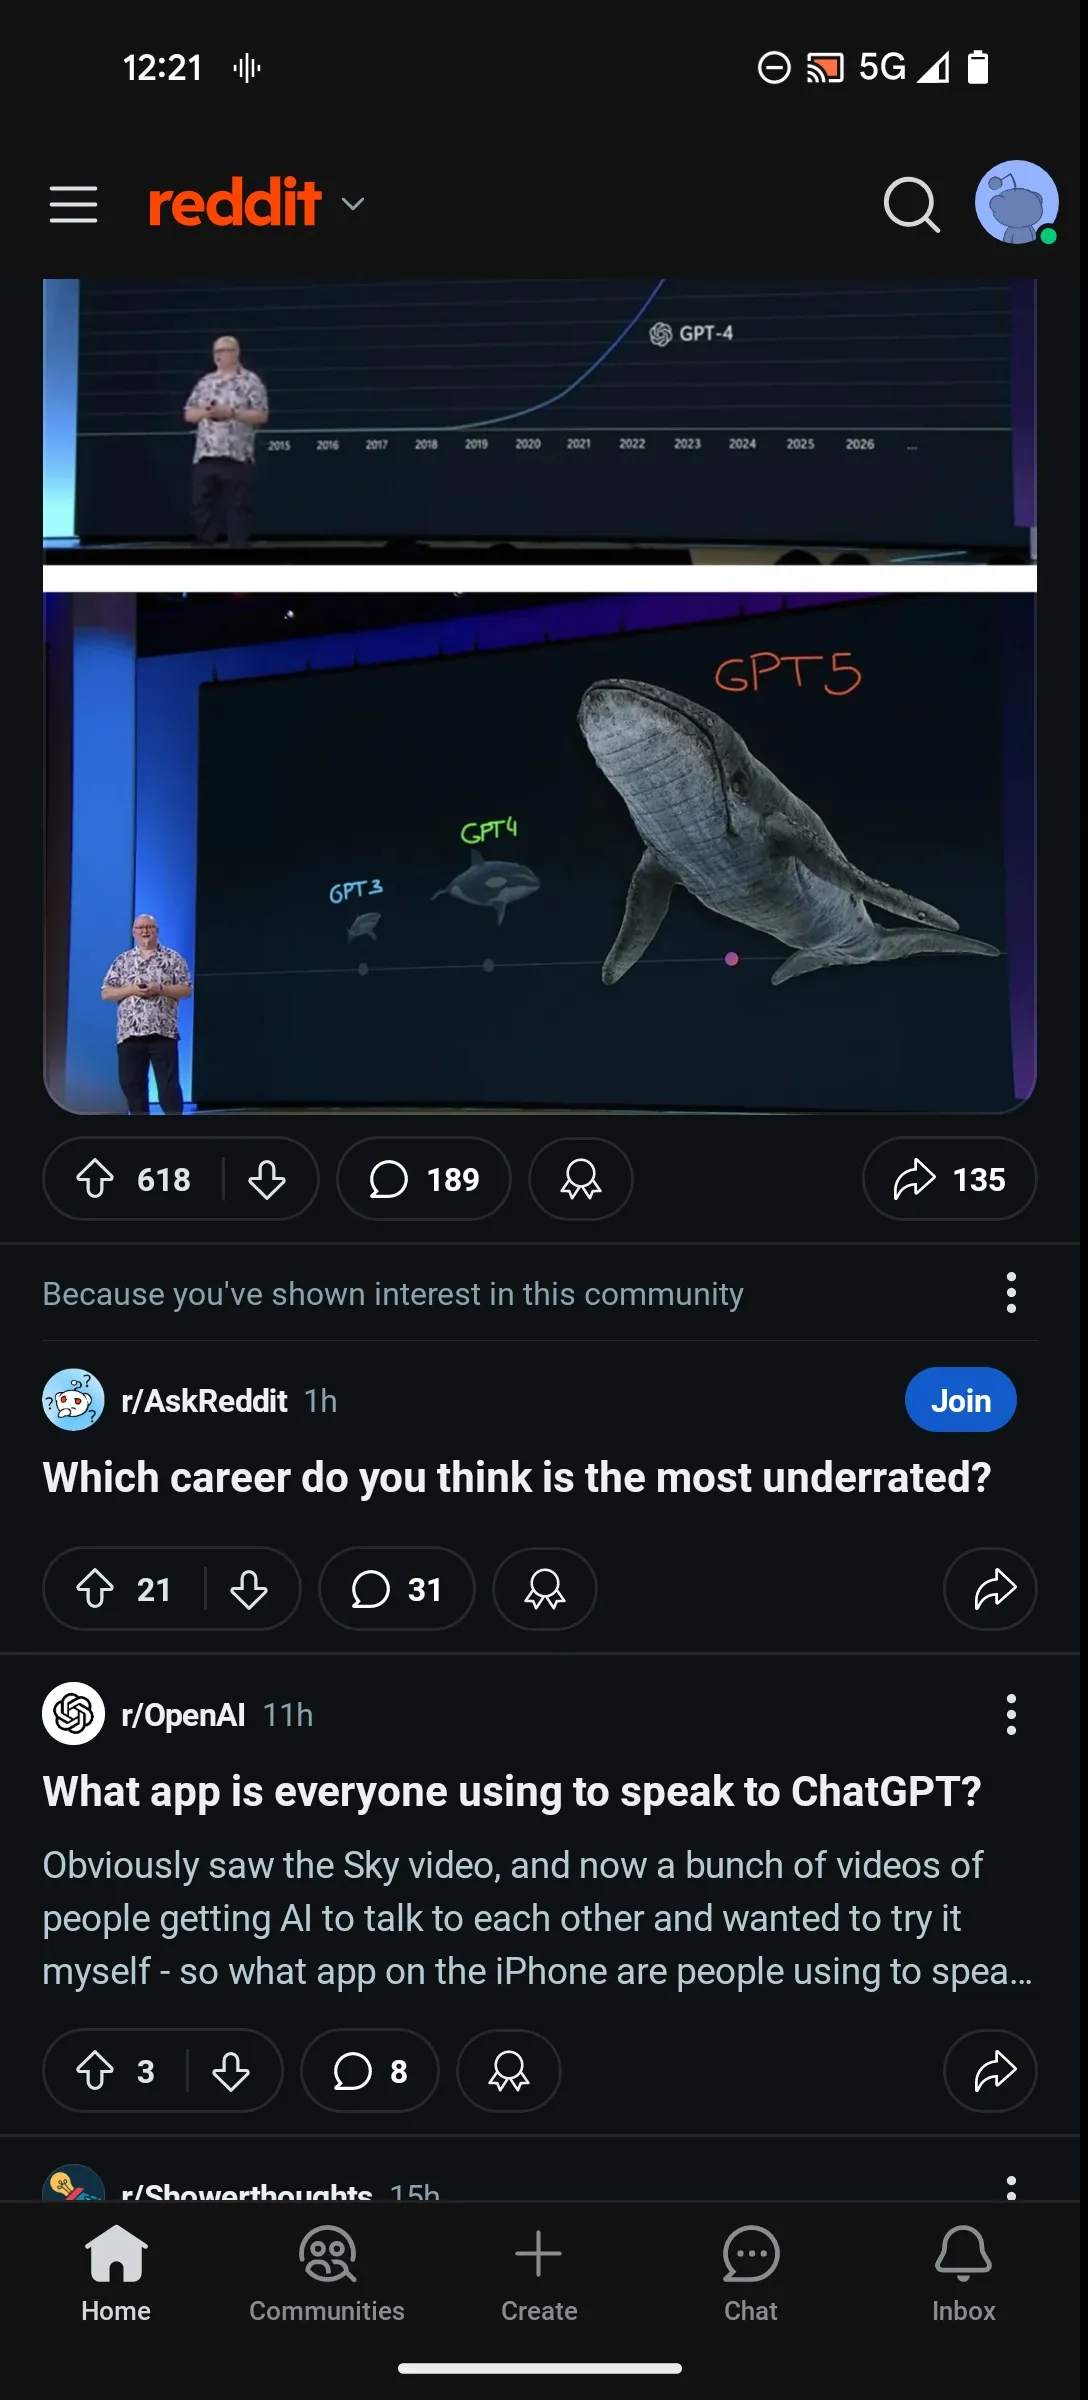 12:21
5G
reddit
GPT-4
2015 2016 2017 2018 2019 2020 2021 2022 2023 2024 2025 2026 ...
GPT5
GPT4
GPT3
618
189
135
Because you've shown interest in this community
r/AskReddit 1h
Join
Which career do you think is the most underrated?
21
31
r/OpenAI 11h
What app is everyone using to speak to ChatGPT?
Obviously saw the Sky video, and now a bunch of videos of
people getting AI to talk to each other and wanted to try it
myself - so what app on the iPhone are people using to spea...
3
8
r/Showerthoughts 15h
Home
Communities
Create
Chat
Inbox